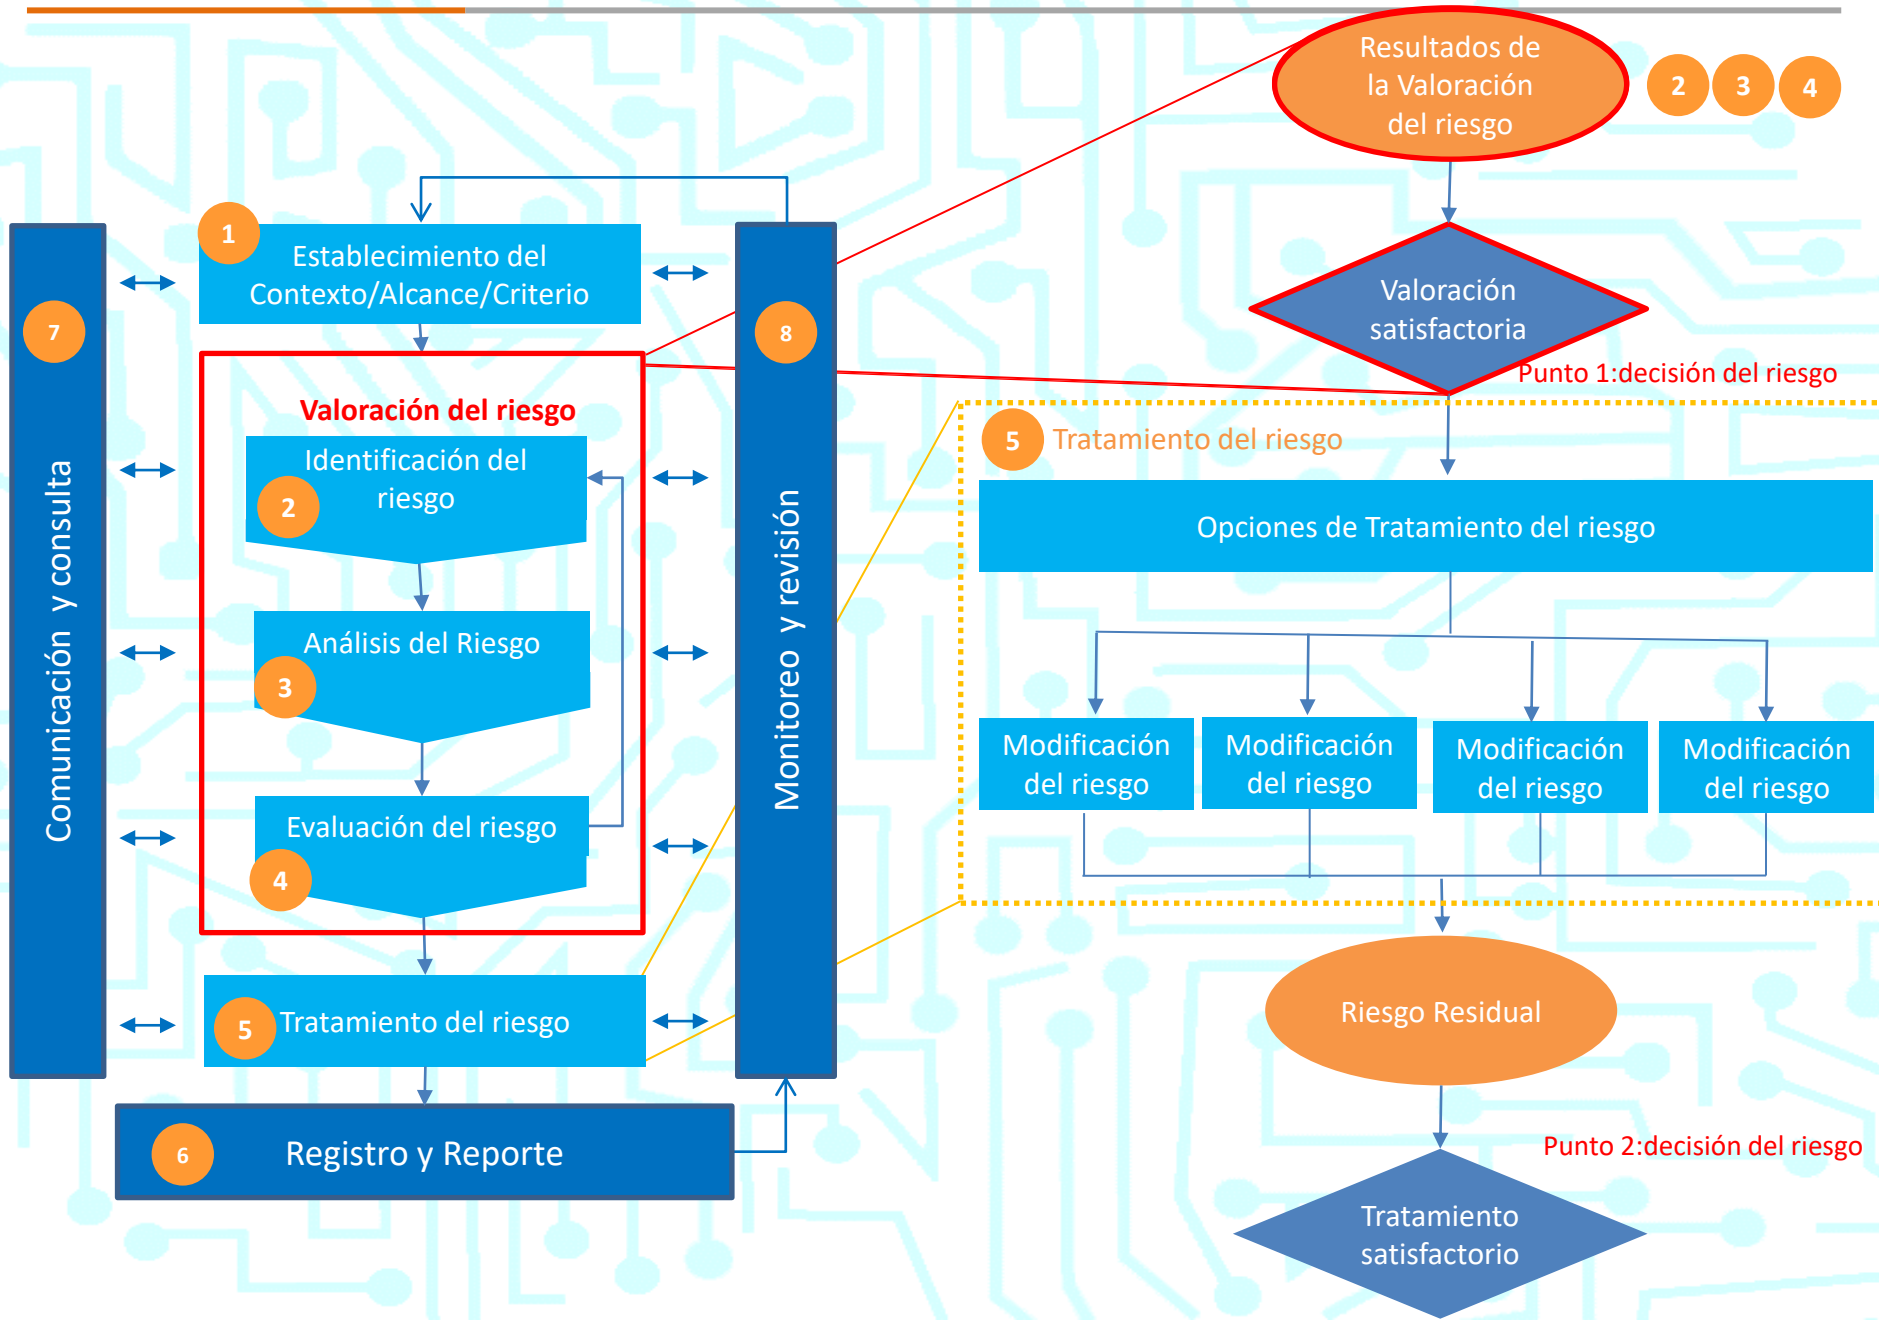 1
Establecimiento del
Contexto/Alcance/Criterio
7
Comunicación y consulta
Valoración del riesgo
Identificación del
riesgo
2
Análisis del Riesgo
3
Evaluación del riesgo
4
5
Tratamiento del riesgo
6
Registro y Reporte
8
Monitoreo y revisión
Resultados de
la Valoración
del riesgo
2 3 4
Valoración
satisfactoria
Punto 1:decisión del riesgo
5
Tratamiento del riesgo
Opciones de Tratamiento del riesgo
Modificación
del riesgo
Modificación
del riesgo
Modificación
del riesgo
Modificación
del riesgo
Riesgo Residual
Punto 2:decisión del riesgo
Tratamiento
satisfactorio